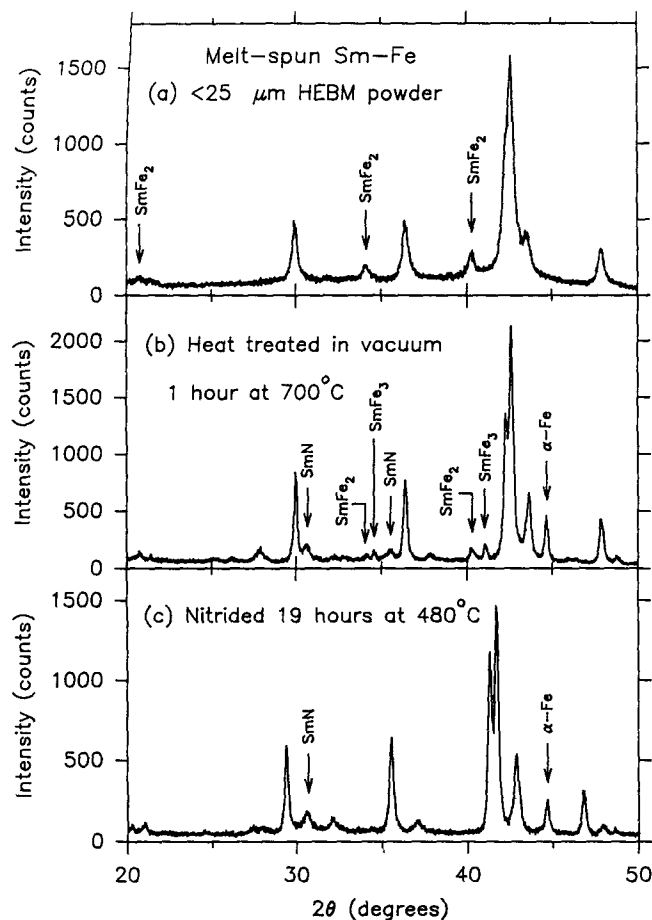 Melt-spun Sm-Fe
(a) <25 μm HEBM powder
Intensity (counts)
1500
1000
500
0
SmFe₂
SmFe₂
SmFe₂
(b) Heat treated in vacuum
1 hour at 700°C
Intensity (counts)
2000
1500
1000
500
0
SmN
SmFe₂
SmFe₃
SmN
SmFe₂
SmFe₃
α-Fe
(c) Nitrided 19 hours at 480°C
Intensity (counts)
1500
1000
500
0
SmN
α-Fe
20
30
40
50
2θ (degrees)